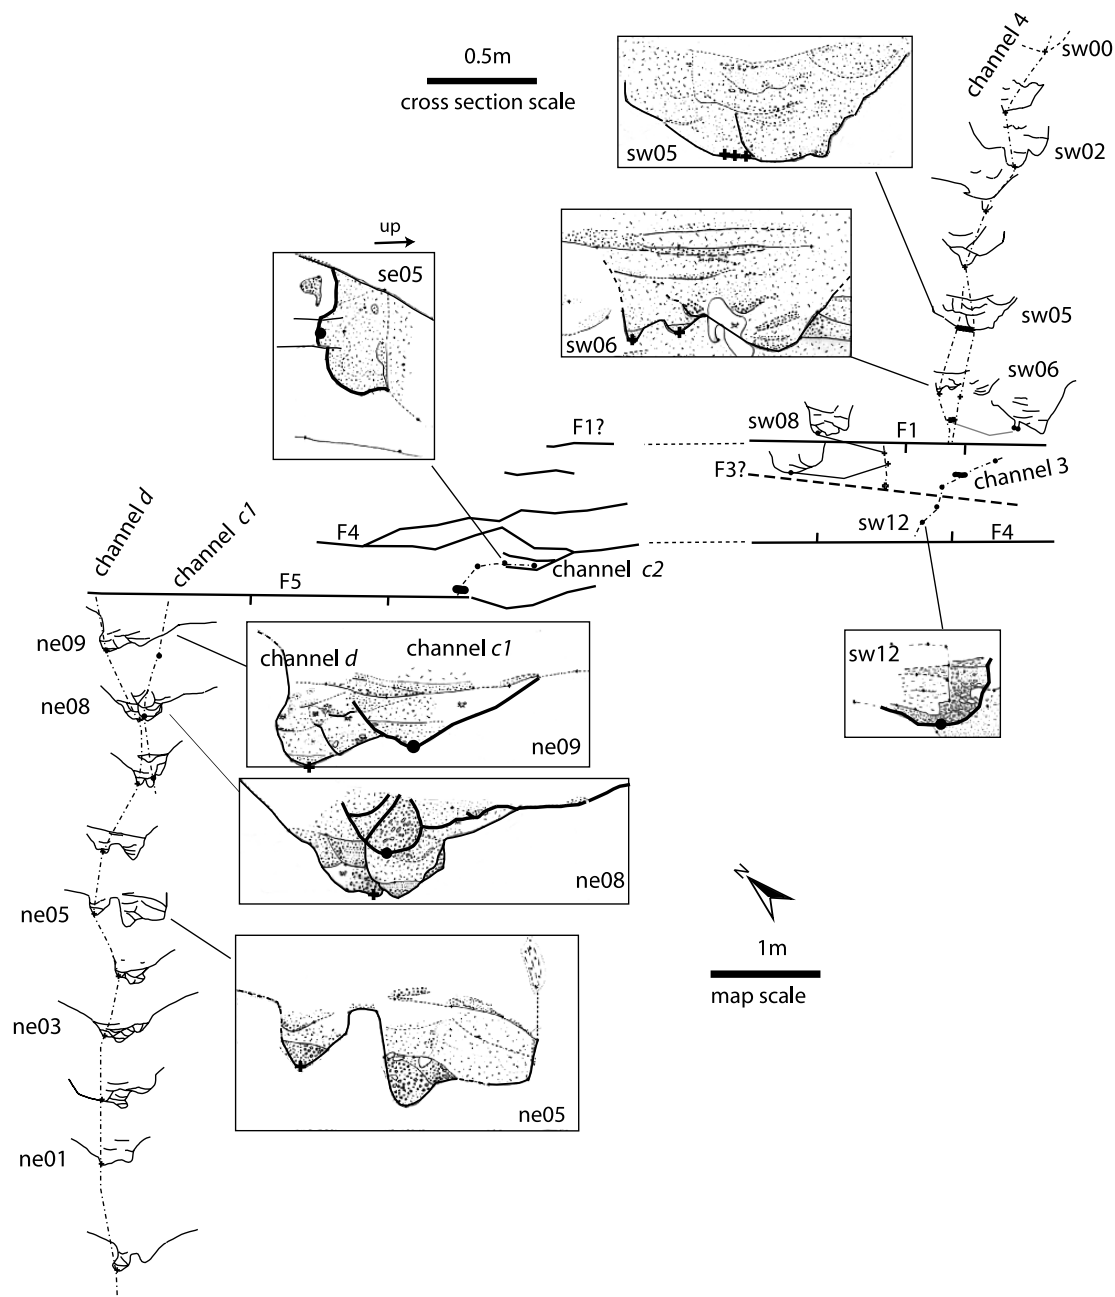 0.5m
cross section scale
channel 4
sw00
sw05
sw02
up
se05
sw06
sw05
sw06
sw08
F1?
F1
F3?
channel 3
sw12
F4
F4
channel d
channel c1
channel c2
F5
ne09
channel d
channel c1
sw12
ne08
ne09
ne08
N
ne05
1m
map scale
ne03
ne05
ne01